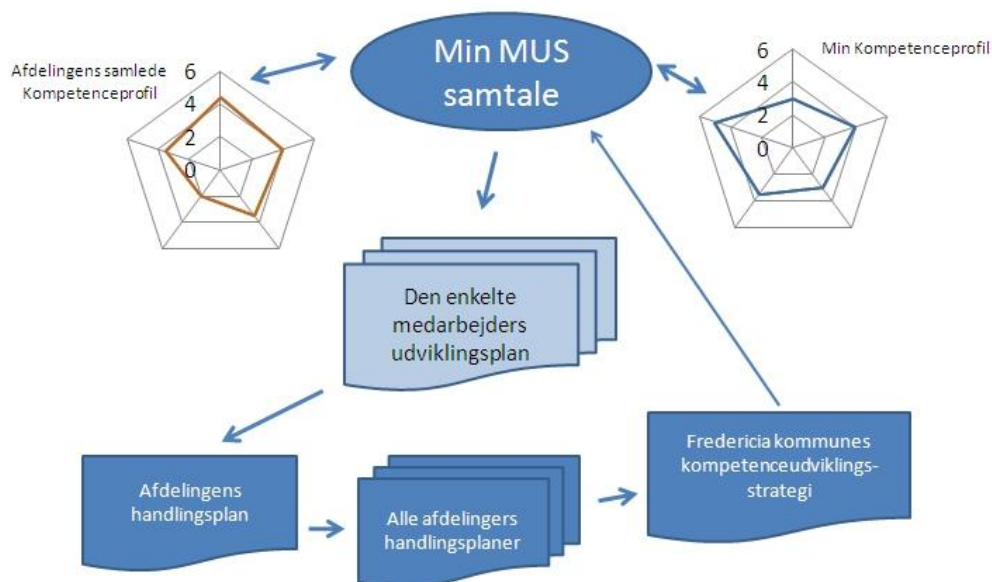 Min MUS
samtale
Afdelingens samlede
Kompetenceprofil
6
4
2
0
Min Kompetenceprofil
6
4
2
0
Den enkelte
medarbejders
udviklingsplan
Afdelingens
handlingsplan
Alle afdelingers
handlingsplaner
Fredericia kommunes
kompetenceudviklings-
strategi